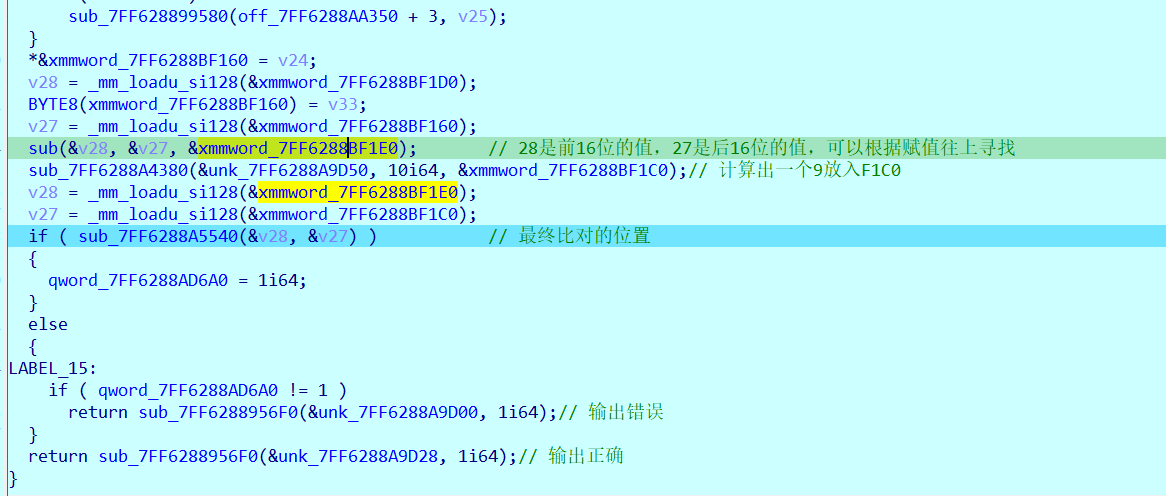 sub_7FF628899580(off_7FF6288AA350 + 3, v25);
}
*&xmmword_7FF6288BF160 = v24;
v28 = _mm_loadu_si128(&xmmword_7FF6288BF1D0);
BYTE8(xmmword_7FF6288BF160) = v33;
v27 = _mm_loadu_si128(&xmmword_7FF6288BF160);
sub(&v28, &v27, &xmmword_7FF6288BF1E0); // 28是前16位的值，27是后16位的值，可以根据赋值往上寻找
sub_7FF6288A4380(&unk_7FF6288A9D50, 10i64, &xmmword_7FF6288BF1C0);// 计算出一个9放入F1C0
v28 = _mm_loadu_si128(&xmmword_7FF6288BF1E0);
v27 = _mm_loadu_si128(&xmmword_7FF6288BF1C0);
if ( sub_7FF6288A5540(&v28, &v27) ) // 最终比对的位置
{
qword_7FF6288AD6A0 = 1i64;
}
else
{
LABEL_15:
if ( qword_7FF6288AD6A0 != 1 )
return sub_7FF6288956F0(&unk_7FF6288A9D00, 1i64);// 输出错误
}
return sub_7FF6288956F0(&unk_7FF6288A9D28, 1i64);// 输出正确
}